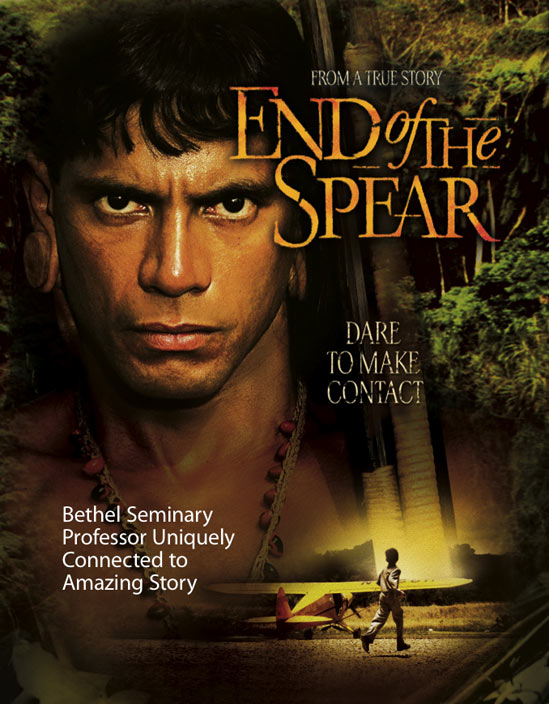 FROM A TRUE STORY
END of THE
SPEAR
DARE
TO MAKE
CONTACT
Bethel Seminary
Professor Uniquely
Connected to
Amazing Story